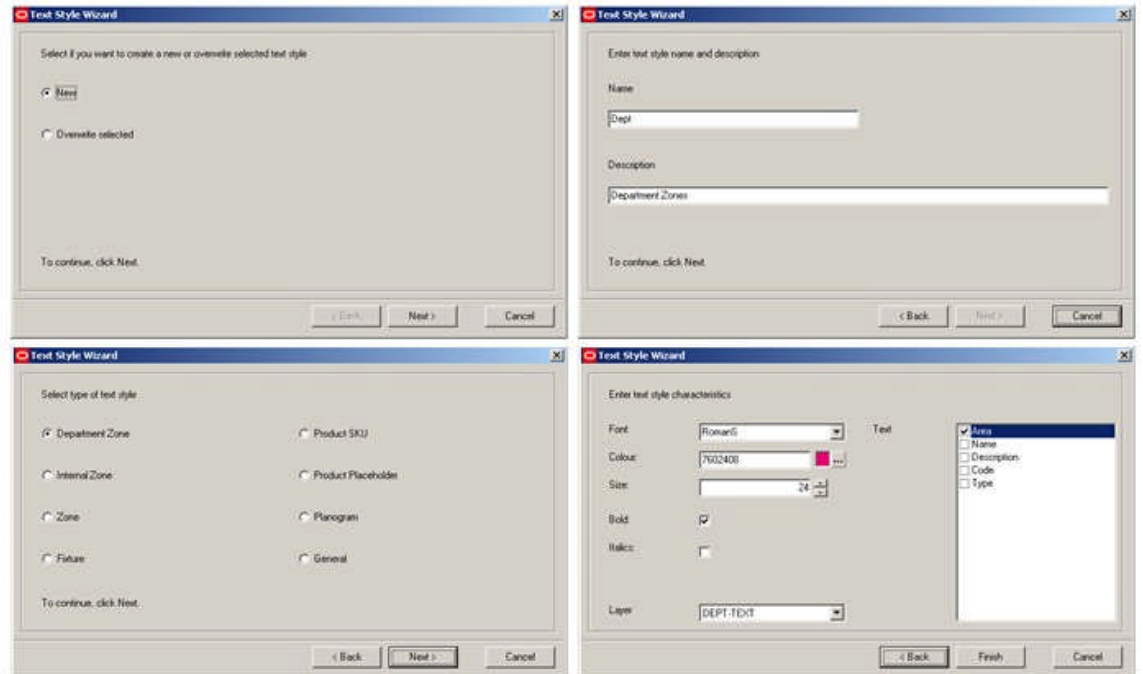 Text Style Wizard
Select if you want to create a new or overwrite selected text style
New
Overwrite selected
To continue, click Next.
< Back
Next >
Cancel
Text Style Wizard
Enter text style name and description
Name
Dept
Description
Department Zones
To continue, click Next.
< Back
Next >
Cancel
Text Style Wizard
Select type of text style
Department Zone
Product SKU
Internal Zone
Product Placeholder
Zone
Planogram
Fixture
General
To continue, click Next.
< Back
Next >
Cancel
Text Style Wizard
Enter text style characteristics
Font
RomanS
Text
Area
Name
Description
Code
Type
Colour
7602408
...
Size
24
Bold
Italics
Layer
DEPT-TEXT
< Back
Finish
Cancel